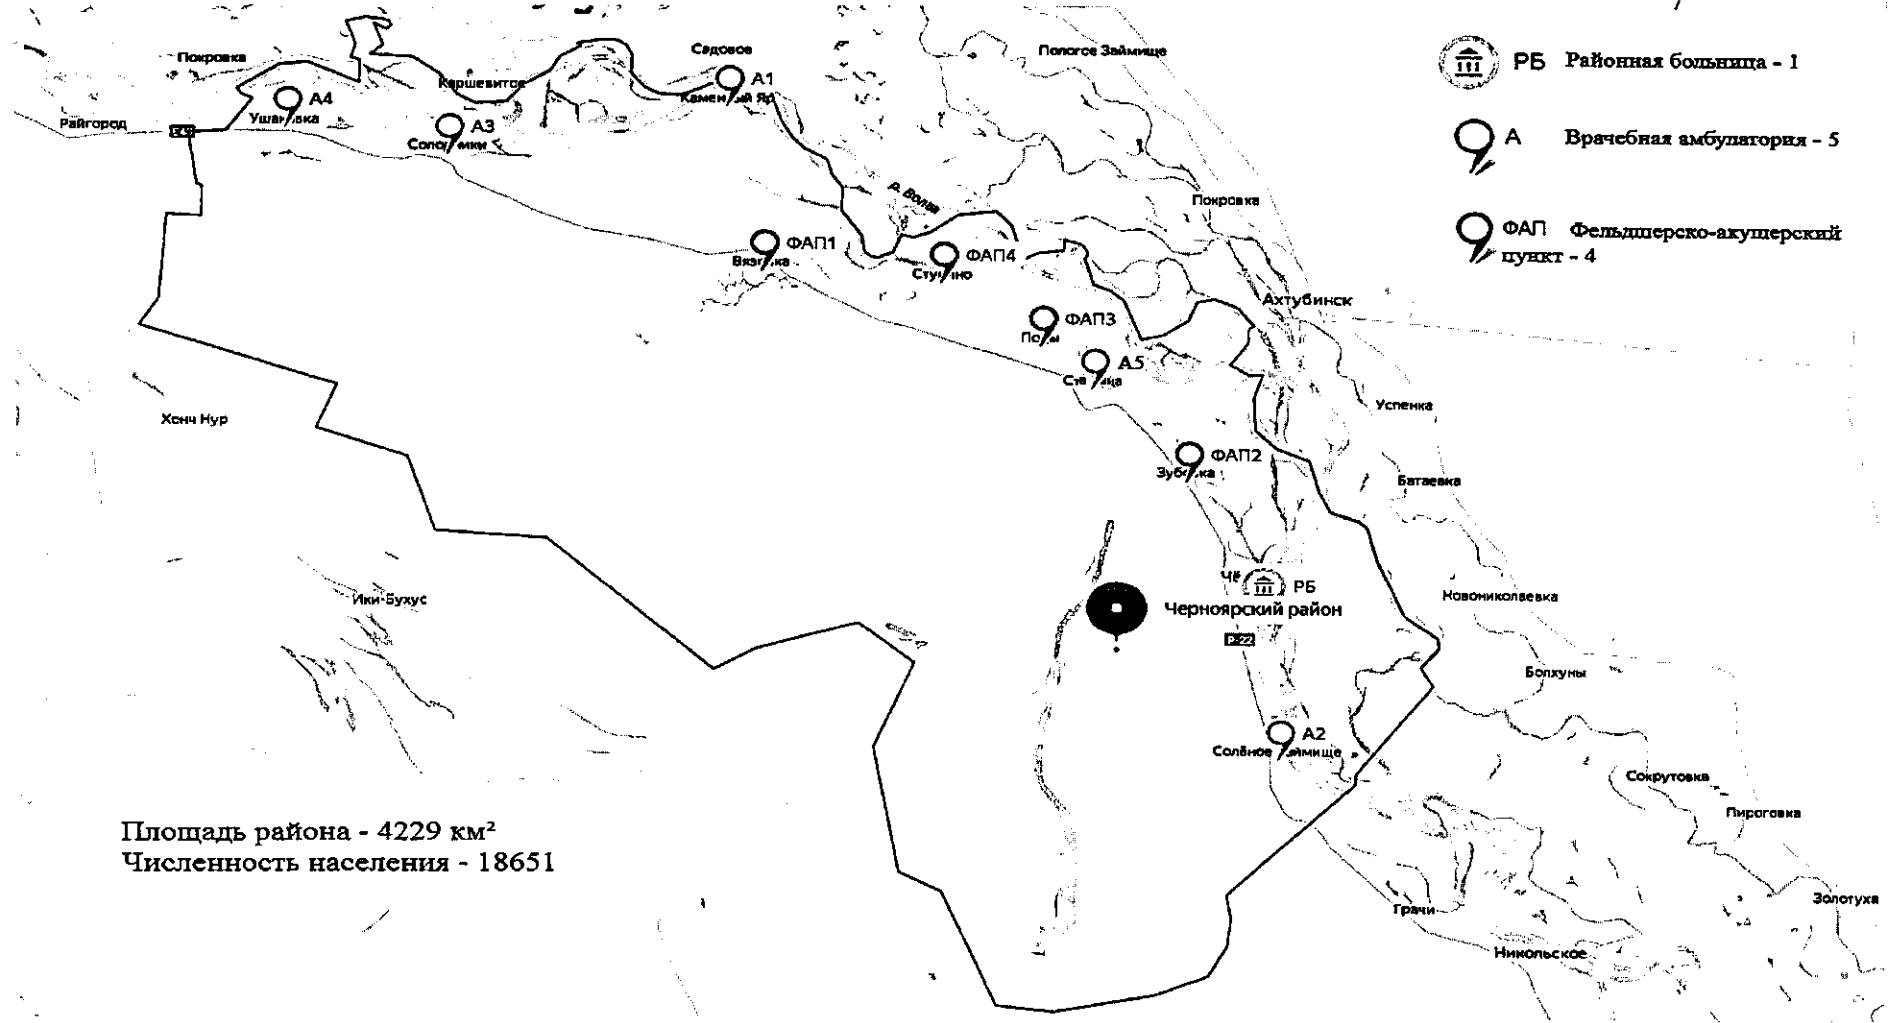 Садовое
Покровка
Пологое Займище
РБ Районная больница - 1
А1
Каршевитое
А4
Райгород
А3
А Врачебная амбулатория - 5
р. Волга
Покровка
ФАП1
ФАП4
ФАП Фельдшерско-акушерский
пункт - 4
Ахтубинск
ФАП3
А5
Успенка
Хонч Нур
ФАП2
Батаевка
Чё
РБ
Ики-Бухус
Новониколаевка
Черноярский район
Р-22
Болхуны
А2
Солёное
Сокрутовка
Пироговка
Площадь района - 4229 км²
Численность населения - 18651
Грачи
Золотуха
Никольское